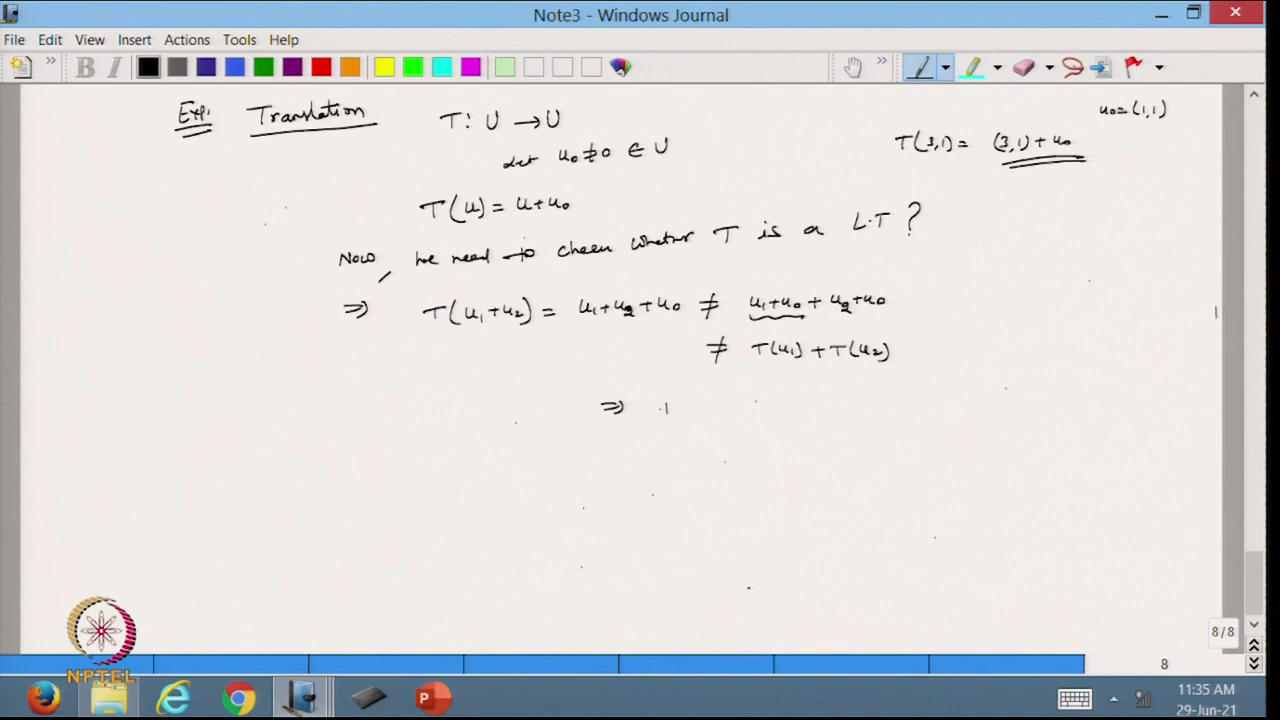 Note3 - Windows Journal
File Edit View Insert Actions Tools Help
Exp: Translation T: U → U
u₀ = (1,1)
T(3,1) = (3,1) + u₀
let u₀ ≠ 0 ∈ U
T(u) = u + u₀
Now, we need to check whether T is a L.T ?
⇒ T(u₁+u₂) = u₁+u₂+u₀ ≠ u₁+u₀ + u₂+u₀
≠ T(u₁) + T(u₂)
⇒
8 / 8
NPTEL
8
11:35 AM
29-Jun-21